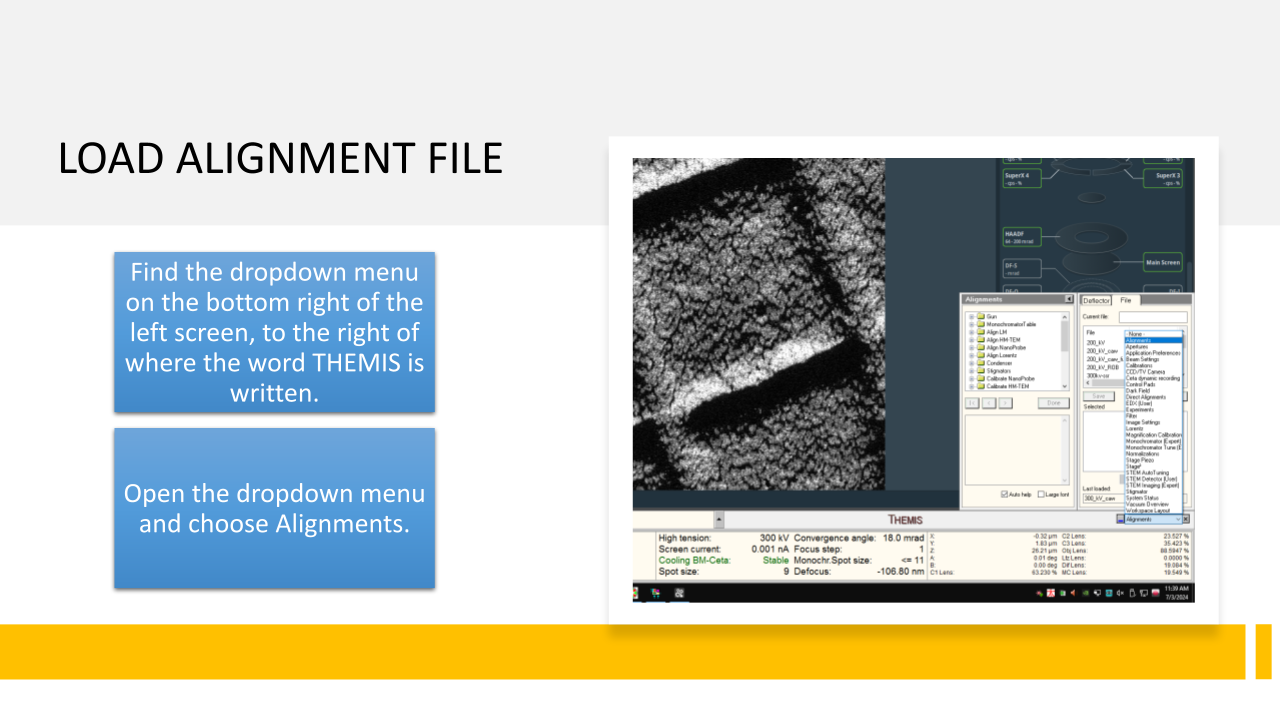 LOAD ALIGNMENT FILE
Find the dropdown menu
on the bottom right of the
left screen, to the right of
where the word THEMIS is
written.
Open the dropdown menu
and choose Alignments.
SuperX 4
SuperX 3
HAADF
Main Screen
DF-S
Alignments
Gun
MonochromatorTable
Align LM
Align HM-TEM
Align NanoProbe
Align Lorentz
Condenser
Stigmators
Calibrate NanoProbe
Calibrate HM-TEM
Done
Auto help
Large font
Deflector File
Current file:
File
200_kV
Save
Selected
Last loaded
- None -
Alignments
Apertures
Application Preferences
Beam Settings
Calibrations
CCD/TV Camera
Ceta dynamic recording
Control Pads
Dark Field
Direct Alignments
EDX (User)
Experiments
Filter
Image Settings
Lorentz
Magnification Calibration
Monochromator (Expert)
Normalizations
Stage Piezo
Stage²
STEM AutoTuning
STEM Detector (User)
STEM Imaging (Expert)
Stigmator
System Status
Vacuum Overview
Workspace Layout
Alignments
THEMIS
High tension: 300 kV Convergence angle: 18.0 mrad
Screen current: 0.001 nA Focus step: 1
Cooling BM-Ceta: Stable Monochr.Spot size: <= 11
Spot size: 9 Defocus: -106.80 nm
X: -0.32 µm C2 Lens: 23.527 %
Y: 1.83 µm C3 Lens: 35.423 %
Z: 26.21 µm Obj Lens: 88.5947 %
A: 0.01 deg Ltz Lens: 0.0000 %
B: 0.00 deg Dif Lens: 18.084 %
C1 Lens: 63.230 % MC Lens: 19.549 %
11:39 AM
7/3/2024